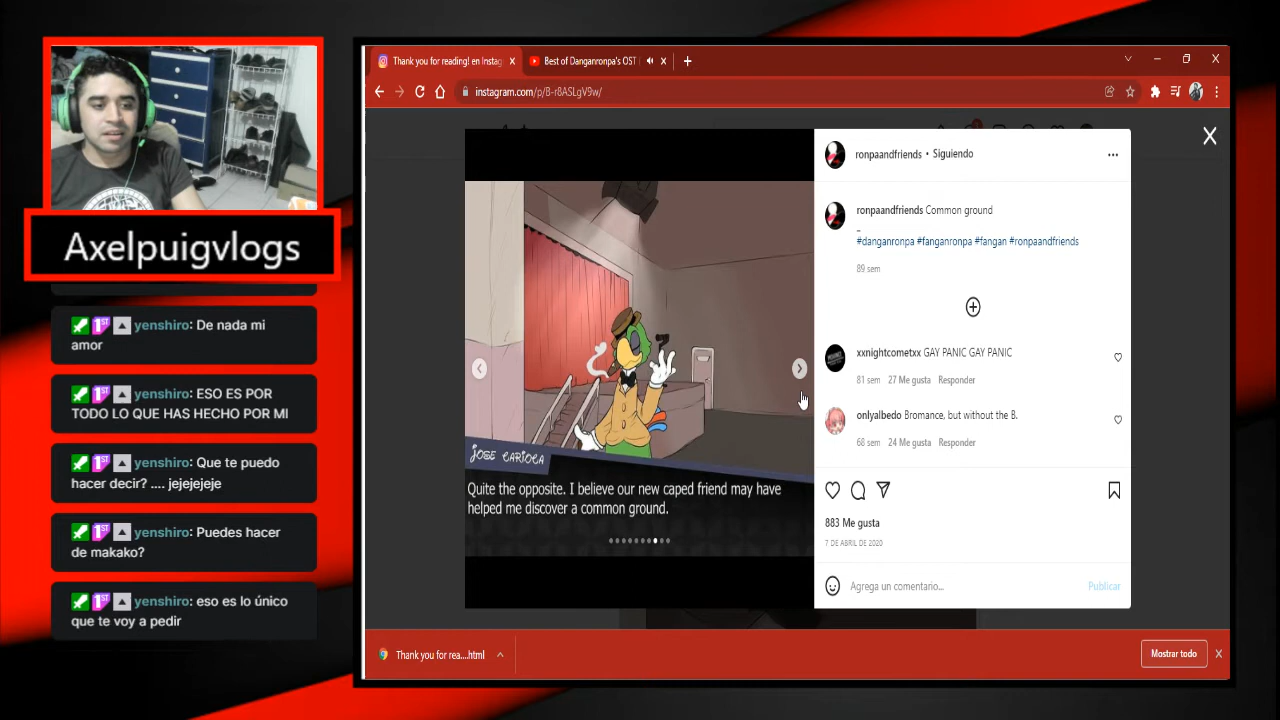 Axelpuigvlogs
yenshiro: De nada mi
amor
yenshiro: ESO ES POR
TODO LO QUE HAS HECHO POR MI
yenshiro: Que te puedo
hacer decir? .... jejejejeje
yenshiro: Puedes hacer
de makako?
yenshiro: eso es lo único
que te voy a pedir
Thank you for reading! en Instag
Best of Danganronpa's OST
instagram.com/p/B-r8ASLgV9w/
JOSE CARIOCA
Quite the opposite. I believe our new caped friend may have
helped me discover a common ground.
ronpaandfriends • Siguiendo
ronpaandfriends Common ground
_
#danganronpa #fanganronpa #fangan #ronpaandfriends
89 sem
xxnightcometxx GAY PANIC GAY PANIC
81 sem 27 Me gusta Responder
onlyalbedo Bromance, but without the B.
68 sem 24 Me gusta Responder
883 Me gusta
7 DE ABRIL DE 2020
Agrega un comentario...
Publicar
Thank you for rea....html
Mostrar todo